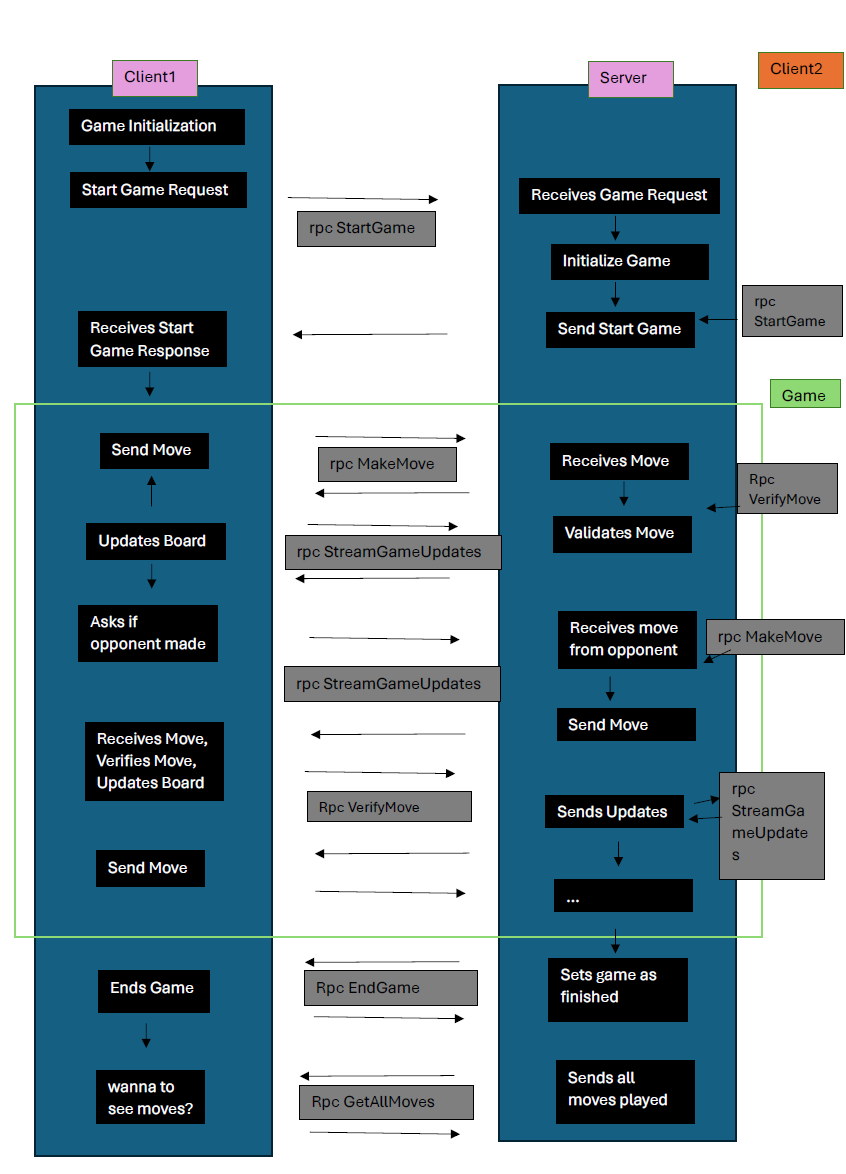 Client1
Server
Client2
Game Initialization
Start Game Request
rpc StartGame
Receives Game Request
Initialize Game
Send Start Game
rpc
StartGame
Receives Start
Game Response
Game
Send Move
rpc MakeMove
Receives Move
Rpc
VerifyMove
Updates Board
rpc StreamGameUpdates
Validates Move
Asks if
opponent made
Receives move
from opponent
rpc MakeMove
rpc StreamGameUpdates
Send Move
Receives Move,
Verifies Move,
Updates Board
Rpc VerifyMove
Sends Updates
rpc
StreamGa
meUpdate
s
Send Move
...
Ends Game
Rpc EndGame
Sets game as
finished
wanna to
see moves?
Rpc GetAllMoves
Sends all
moves played